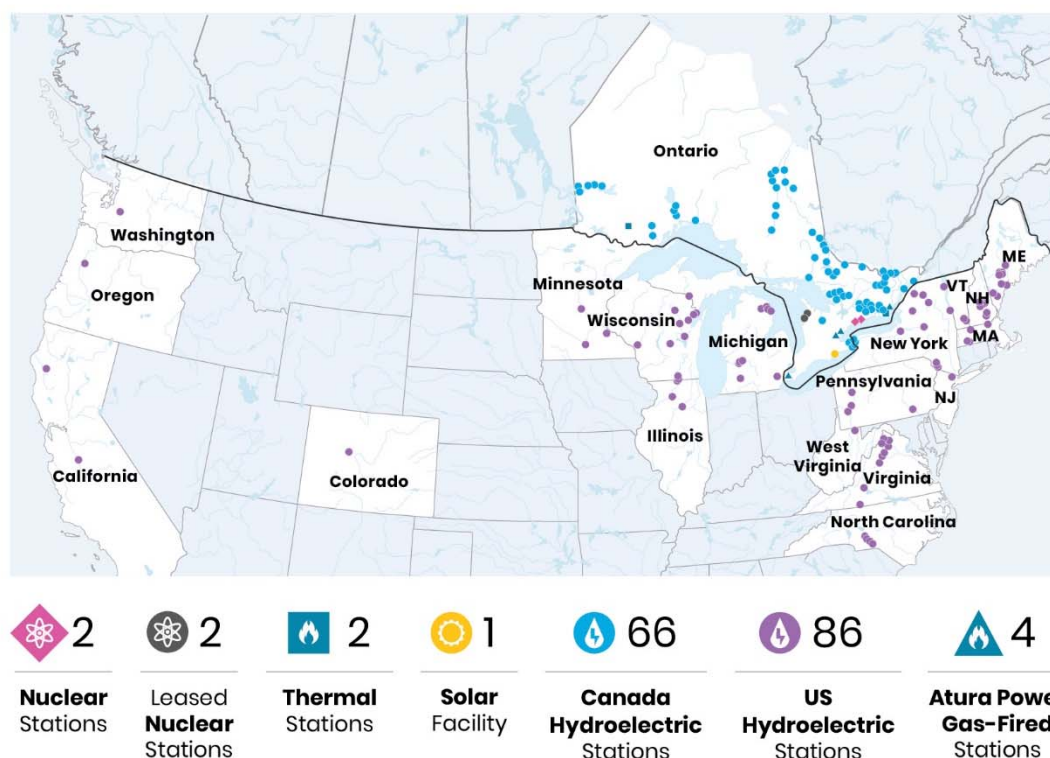 Ontario
Washington
Oregon
Minnesota
Wisconsin
Michigan
ME
VT
NH
MA
New York
Pennsylvania
NJ
Illinois
West
Virginia
Virginia
California
Colorado
North Carolina
2
2
2
1
66
86
4
Nuclear
Stations
Leased
Nuclear
Stations
Thermal
Stations
Solar
Facility
Canada
Hydroelectric
Stations
US
Hydroelectric
Stations
Atura Powe
Gas-Fired
Stations